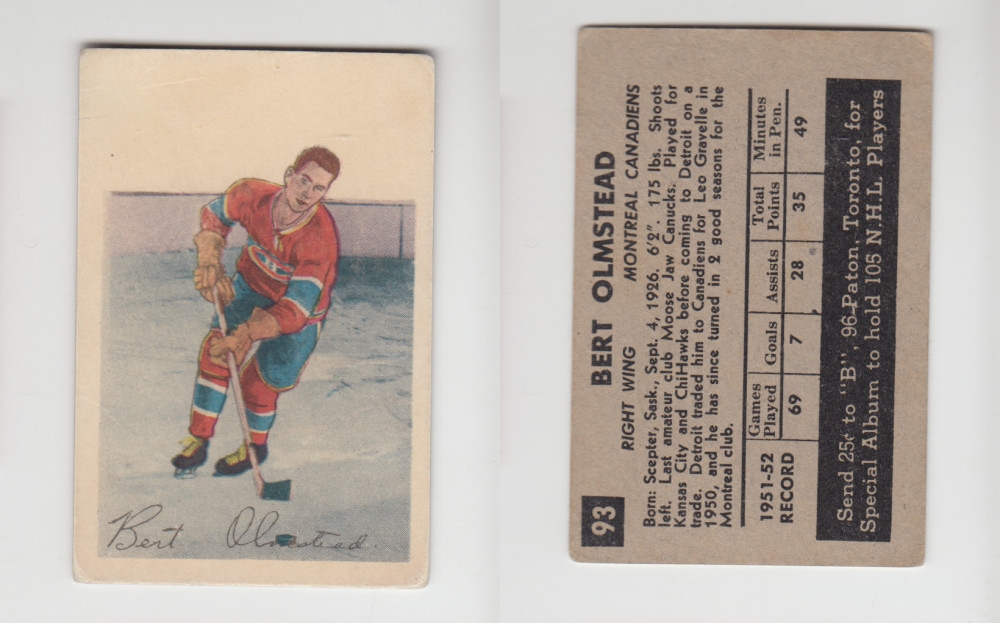 Bert Olmstead.
93
BERT OLMSTEAD
RIGHT WING MONTREAL CANADIENS
Born: Scepter, Sask., Sept. 4, 1926. 6'2". 175 lbs. Shoots
left. Last amateur club Moose Jaw Canucks. Played for
Kansas City and ChiHawks before coming to Detroit on a
trade. Detroit traded him to Canadiens for Leo Gravelle in
1950, and he has since turned in 2 good seasons for the
Montreal club.
1951-52 RECORD
Games Played Goals Assists Total Points Minutes in Pen.
69 7 28 35 49
Send 25¢ to "B", 96 Paton, Toronto, for
Special Album to hold 105 N.H.L. Players